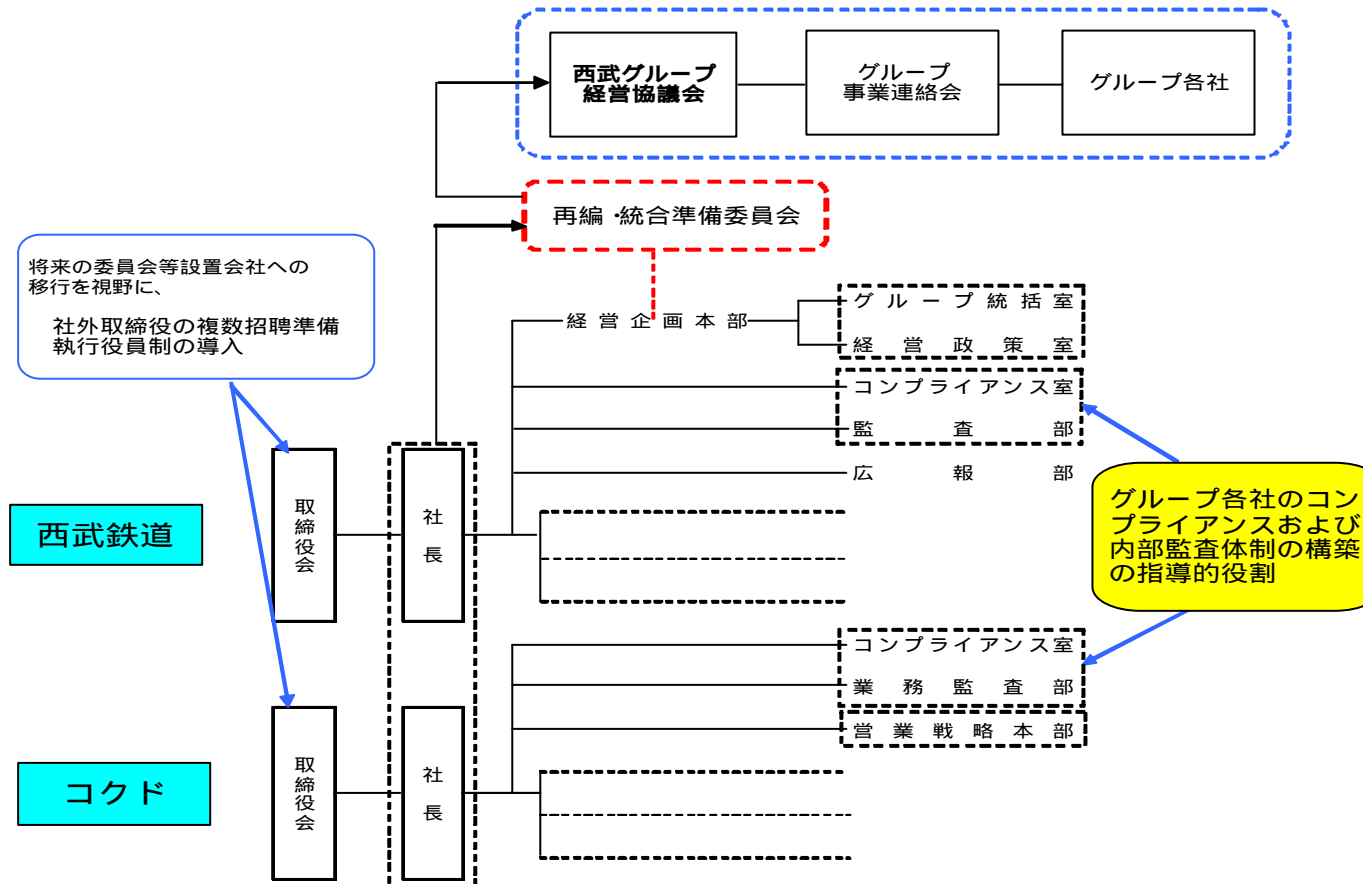 西武グループ
経営協議会
グループ
事業連絡会
グループ各社
再編・統合準備委員会
将来の委員会等設置会社への
移行を視野に、
社外取締役の複数招聘準備
執行役員制の導入
経営企画本部
グループ統括室
経営政策室
コンプライアンス室
監査部
広報部
西武鉄道
取締役会
社長
グループ各社のコン
プライアンスおよび
内部監査体制の構築
の指導的役割
コンプライアンス室
業務監査部
営業戦略本部
コクド
取締役会
社長